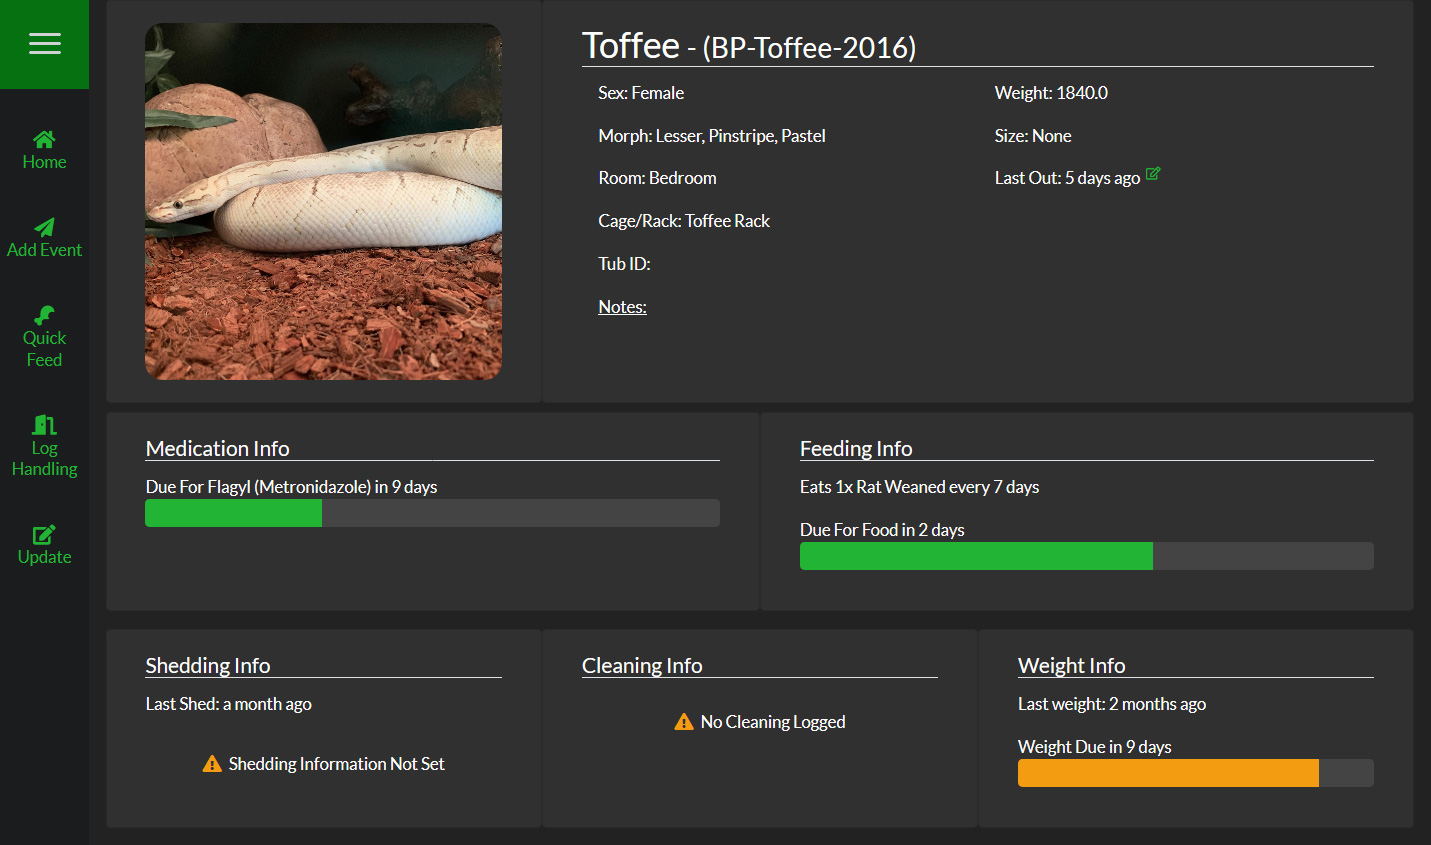 Home
Add Event
Quick
Feed
Log
Handling
Update
Toffee - (BP-Toffee-2016)
Sex: Female
Morph: Lesser, Pinstripe, Pastel
Room: Bedroom
Cage/Rack: Toffee Rack
Tub ID:
Notes:
Weight: 1840.0
Size: None
Last Out: 5 days ago
Medication Info
Due For Flagyl (Metronidazole) in 9 days
Feeding Info
Eats 1x Rat Weaned every 7 days
Due For Food in 2 days
Shedding Info
Last Shed: a month ago
Shedding Information Not Set
Cleaning Info
No Cleaning Logged
Weight Info
Last weight: 2 months ago
Weight Due in 9 days